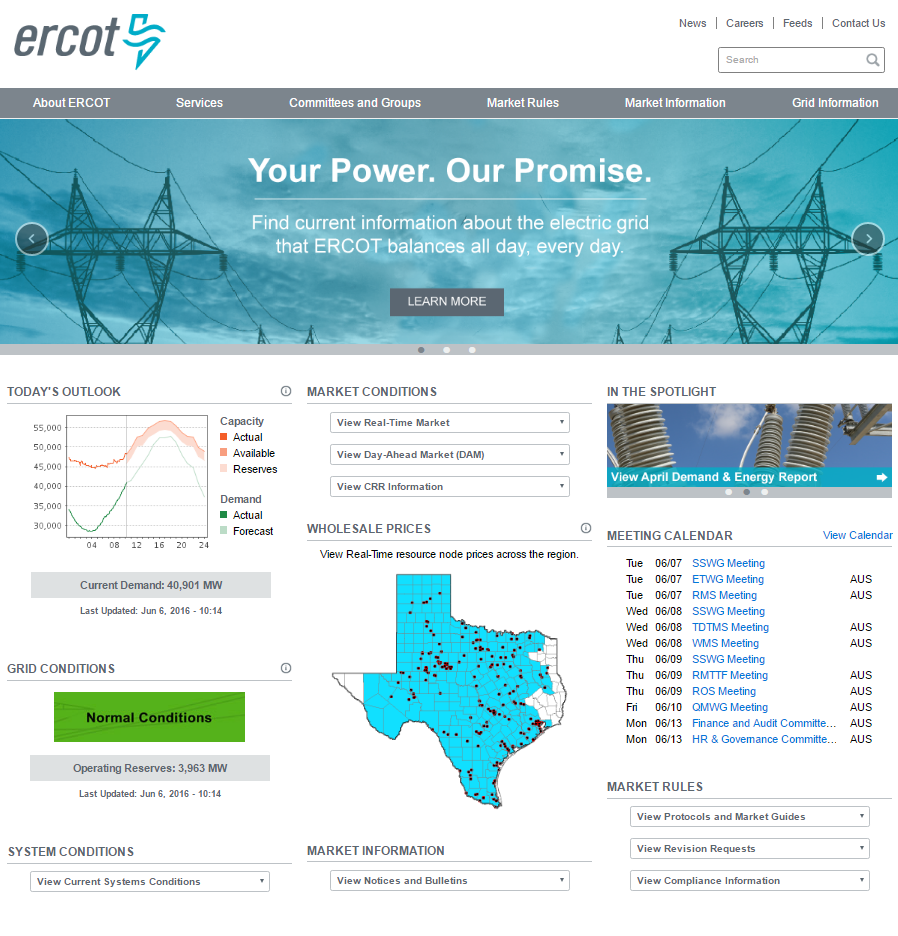 ercot
News
Careers
Feeds
Contact Us
Search
About ERCOT
Services
Committees and Groups
Market Rules
Market Information
Grid Information
Your Power. Our Promise.
Find current information about the electric grid
that ERCOT balances all day, every day.
LEARN MORE
TODAY'S OUTLOOK
55,000
50,000
45,000
40,000
35,000
30,000
04 08 12 16 20 24
Capacity
Actual
Available
Reserves
Demand
Actual
Forecast
Current Demand: 40,901 MW
Last Updated: Jun 6, 2016 - 10:14
GRID CONDITIONS
Normal Conditions
Operating Reserves: 3,963 MW
Last Updated: Jun 6, 2016 - 10:14
SYSTEM CONDITIONS
View Current Systems Conditions
MARKET CONDITIONS
View Real-Time Market
View Day-Ahead Market (DAM)
View CRR Information
WHOLESALE PRICES
View Real-Time resource node prices across the region.
MARKET INFORMATION
View Notices and Bulletins
IN THE SPOTLIGHT
View April Demand & Energy Report
MEETING CALENDAR
View Calendar
Tue 06/07 SSWG Meeting
Tue 06/07 ETWG Meeting AUS
Tue 06/07 RMS Meeting AUS
Wed 06/08 SSWG Meeting
Wed 06/08 TDTMS Meeting AUS
Wed 06/08 WMS Meeting AUS
Thu 06/09 SSWG Meeting
Thu 06/09 RMTTF Meeting AUS
Thu 06/09 ROS Meeting AUS
Fri 06/10 QMWG Meeting AUS
Mon 06/13 Finance and Audit Committe... AUS
Mon 06/13 HR & Governance Committe... AUS
MARKET RULES
View Protocols and Market Guides
View Revision Requests
View Compliance Information